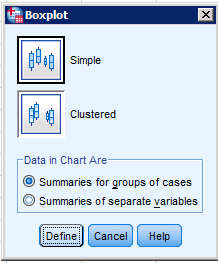 Boxplot
Simple
Clustered
Data in Chart Are
Summaries for groups of cases
Summaries of separate variables
Define Cancel Help